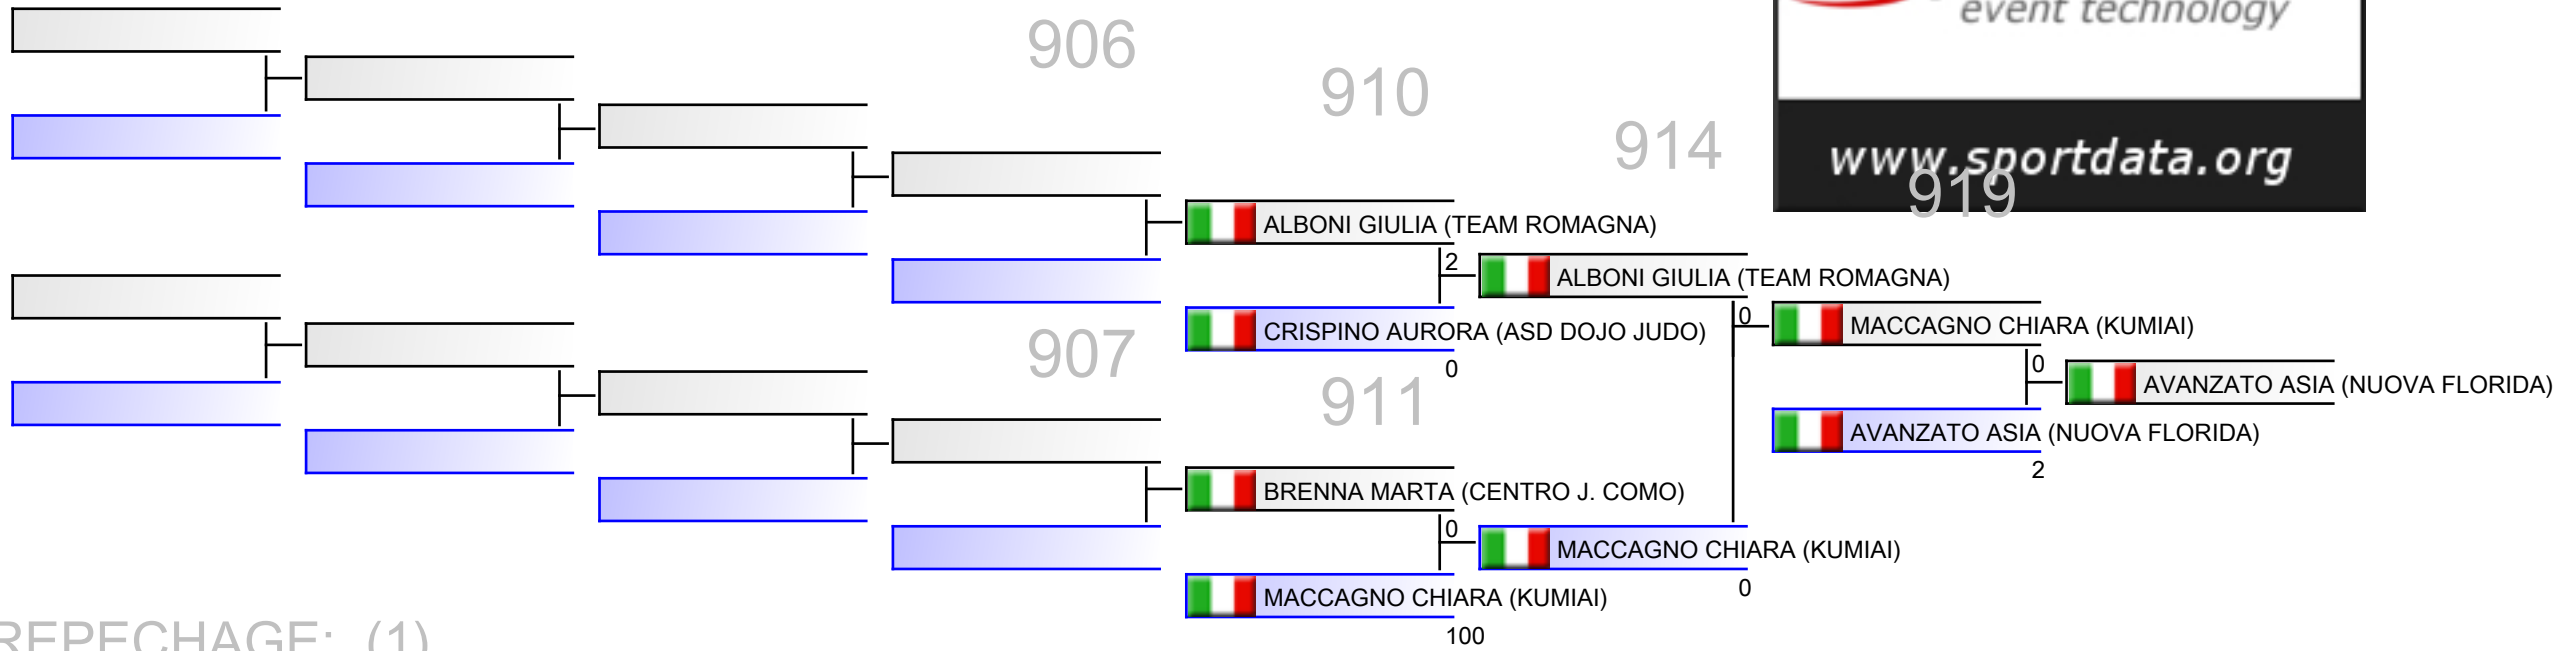 event technology
www.sportdata.org
906
910
914
919
ALBONI GIULIA (TEAM ROMAGNA)
2
ALBONI GIULIA (TEAM ROMAGNA)
CRISPINO AURORA (ASD DOJO JUDO)
0
0
MACCAGNO CHIARA (KUMIAI)
0
AVANZATO ASIA (NUOVA FLORIDA)
AVANZATO ASIA (NUOVA FLORIDA)
2
907
911
BRENNA MARTA (CENTRO J. COMO)
0
MACCAGNO CHIARA (KUMIAI)
0
MACCAGNO CHIARA (KUMIAI)
100
REPECHAGE: (1)